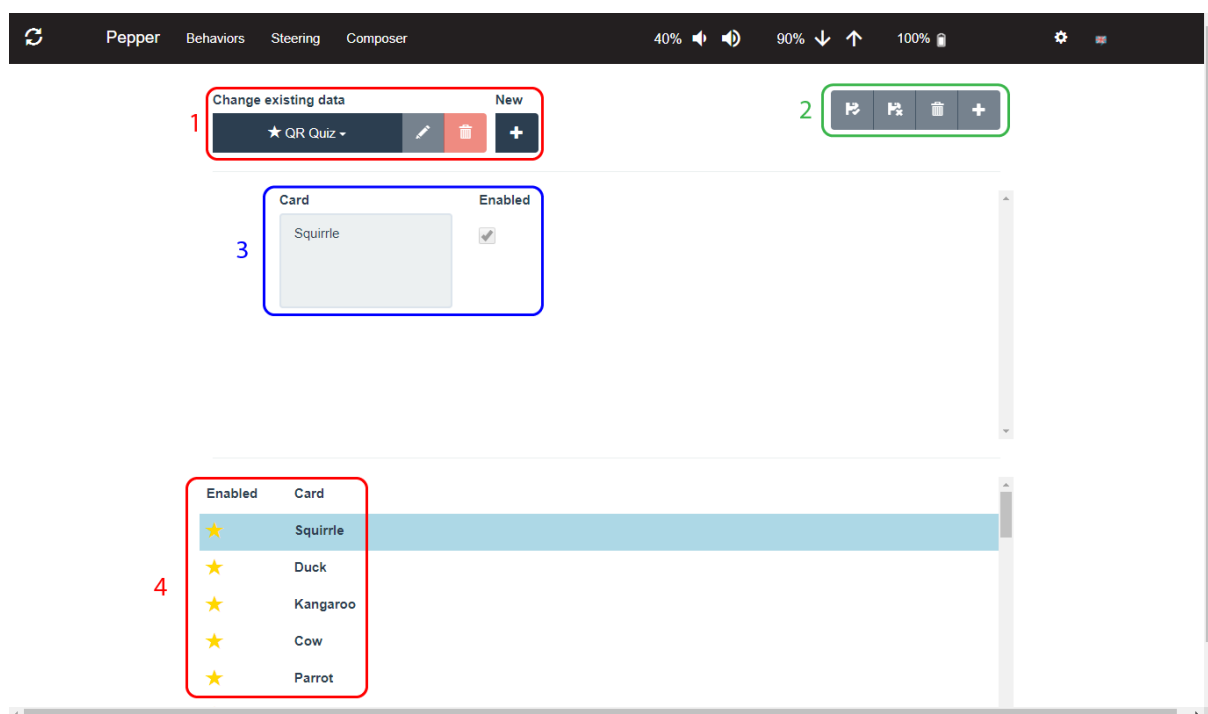 Pepper Behaviors Steering Composer 40% 90% 100%
Change existing data New
1 ★ QR Quiz 2
Card Enabled
Squirrle
3
Enabled Card
Squirrle
Duck
4
Kangaroo
Cow
Parrot